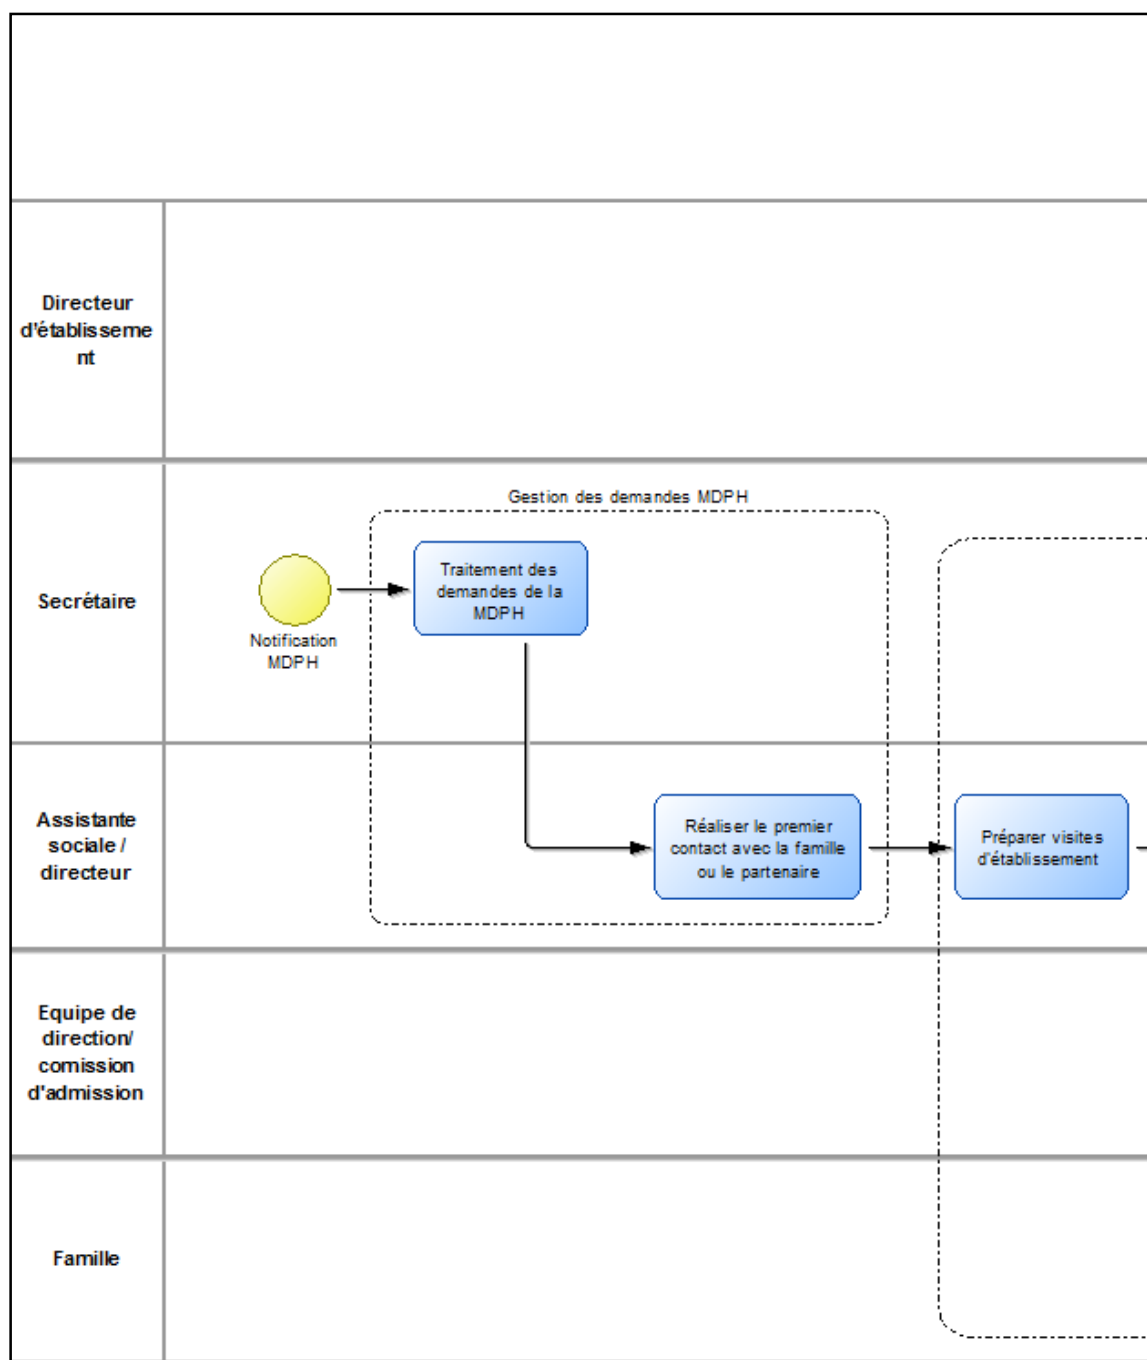 Directeur
d'établisseme
nt
Gestion des demandes MDPH
Traitement des
demandes de la
MDPH
Secrétaire
Notification
MDPH
Assistante
sociale /
directeur
Réaliser le premier
contact avec la famille
ou le partenaire
Préparer visites
d'établissement
Equipe de
direction/
comission
d'admission
Famille